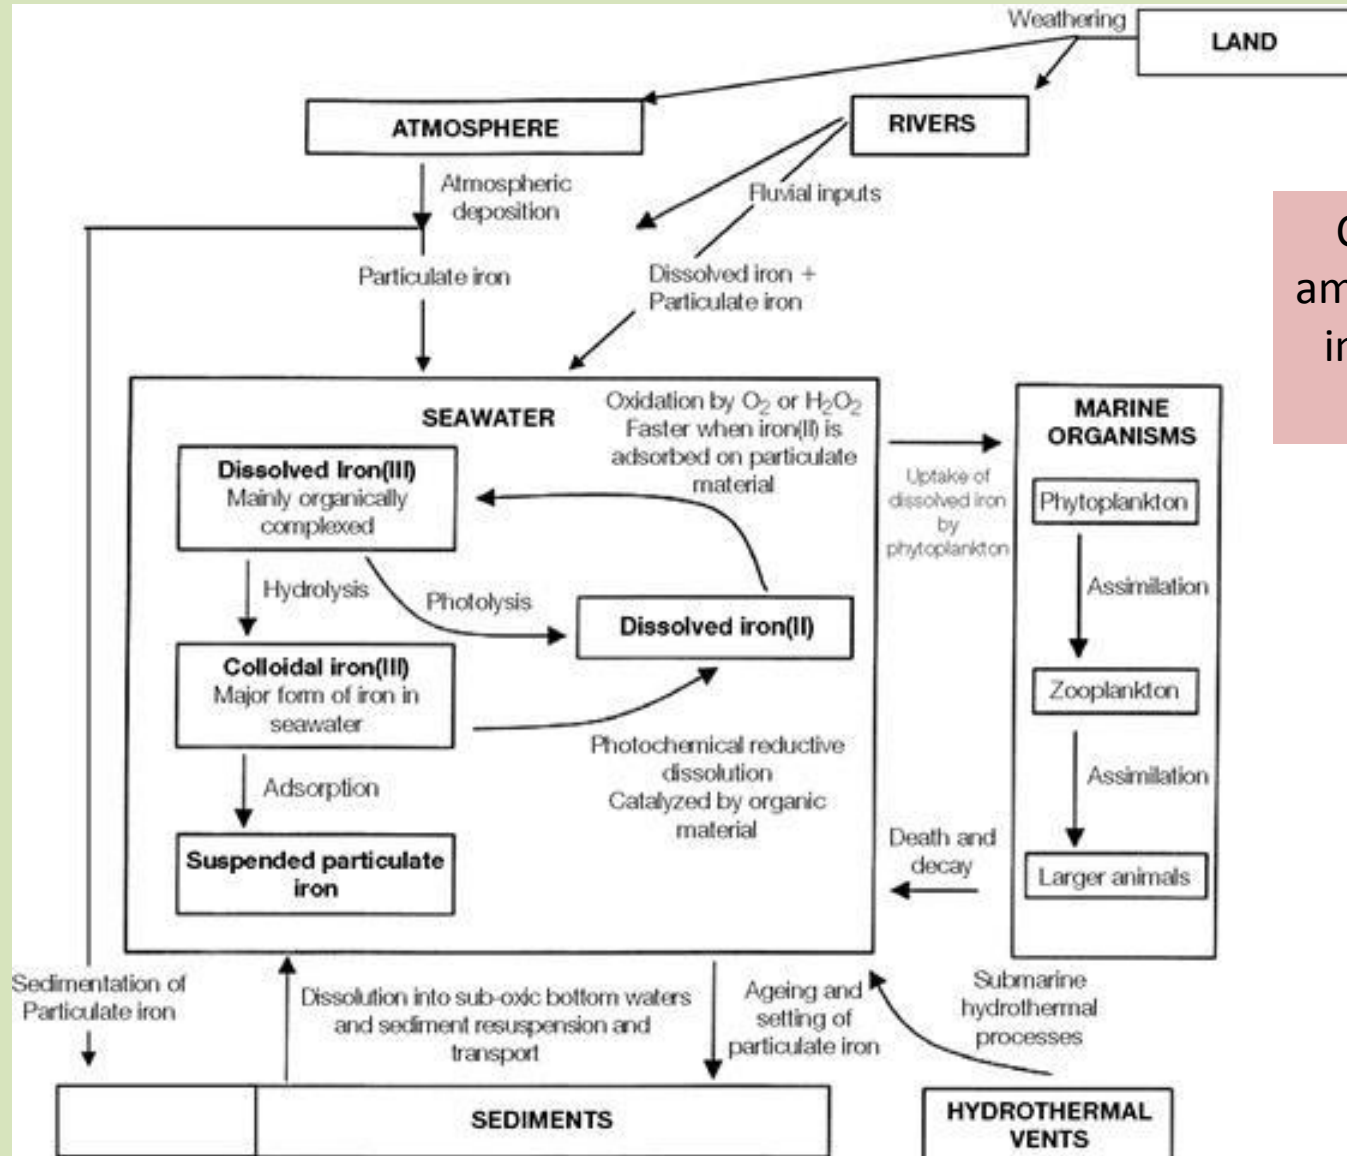 Weathering
LAND
ATMOSPHERE
RIVERS
Atmospheric
deposition
Fluvial inputs
Particulate iron
Dissolved iron +
Particulate iron
SEAWATER
Oxidation by O₂ or H₂O₂
Faster when iron(II) is
adsorbed on particulate
material
Dissolved Iron(III)
Mainly organically
complexed
Hydrolysis
Photolysis
Dissolved iron(II)
Colloidal iron(III)
Major form of iron in
seawater
Photochemical reductive
dissolution
Catalyzed by organic
material
Adsorption
Suspended particulate
iron
Uptake of
dissolved iron
by
phytoplankton
MARINE
ORGANISMS
Phytoplankton
Assimilation
Zooplankton
Assimilation
Larger animals
Death and
decay
Sedimentation of
Particulate iron
Dissolution into sub-oxic bottom waters
and sediment resuspension and
transport
Ageing and
setting of
particulate iron
Submarine
hydrothermal
processes
SEDIMENTS
HYDROTHERMAL
VENTS